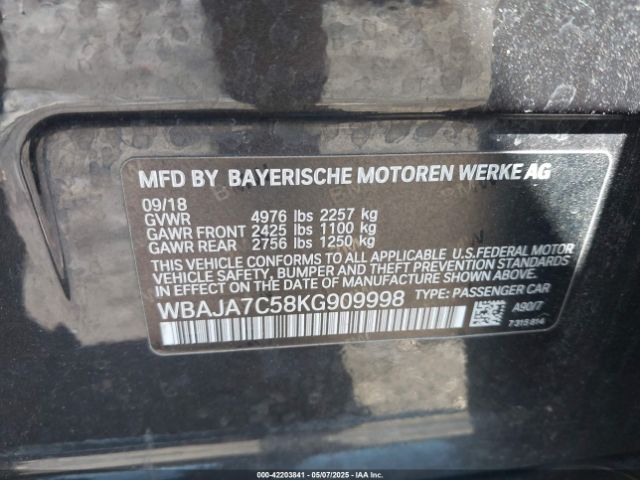 MFD BY BAYERISCHE MOTOREN WERKE AG
09/18
GVWR 4976 lbs 2257 kg
GAWR FRONT 2425 lbs 1100 kg
GAWR REAR 2756 lbs 1250 kg
THIS VEHICLE CONFORMS TO ALL APPLICABLE U.S.FEDERAL MOTOR
VEHICLE SAFETY, BUMPER AND THEFT PREVENTION STANDARDS
IN EFFECT ON THE DATE OF MANUFACTURE SHOWN ABOVE.
WBAJA7C58KG909998 TYPE: PASSENGER CAR
A90/7
7315814
000-42203841 - 05/07/2025 - COPYRIGHT IAA, LLC